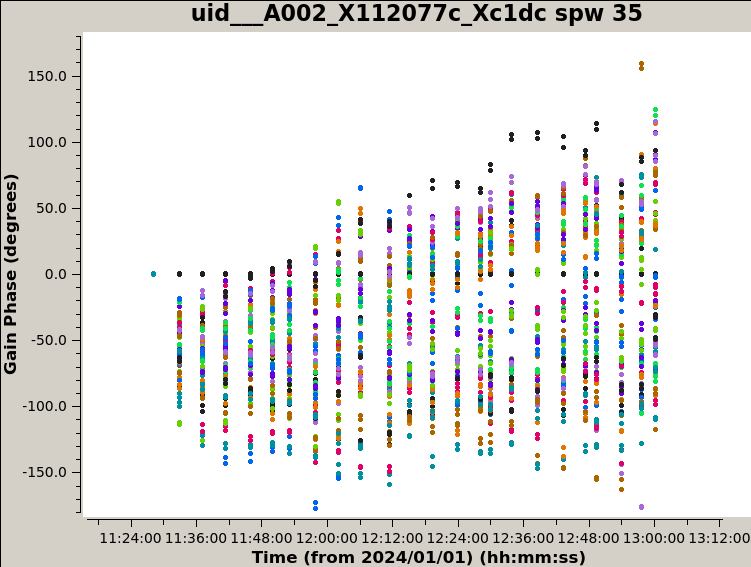 uid___A002_X112077c_Xc1dc spw 35
Gain Phase (degrees)
150.0
100.0
50.0
0.0
-50.0
-100.0
-150.0
11:24:00 11:36:00 11:48:00 12:00:00 12:12:00 12:24:00 12:36:00 12:48:00 13:00:00 13:12:00
Time (from 2024/01/01) (hh:mm:ss)